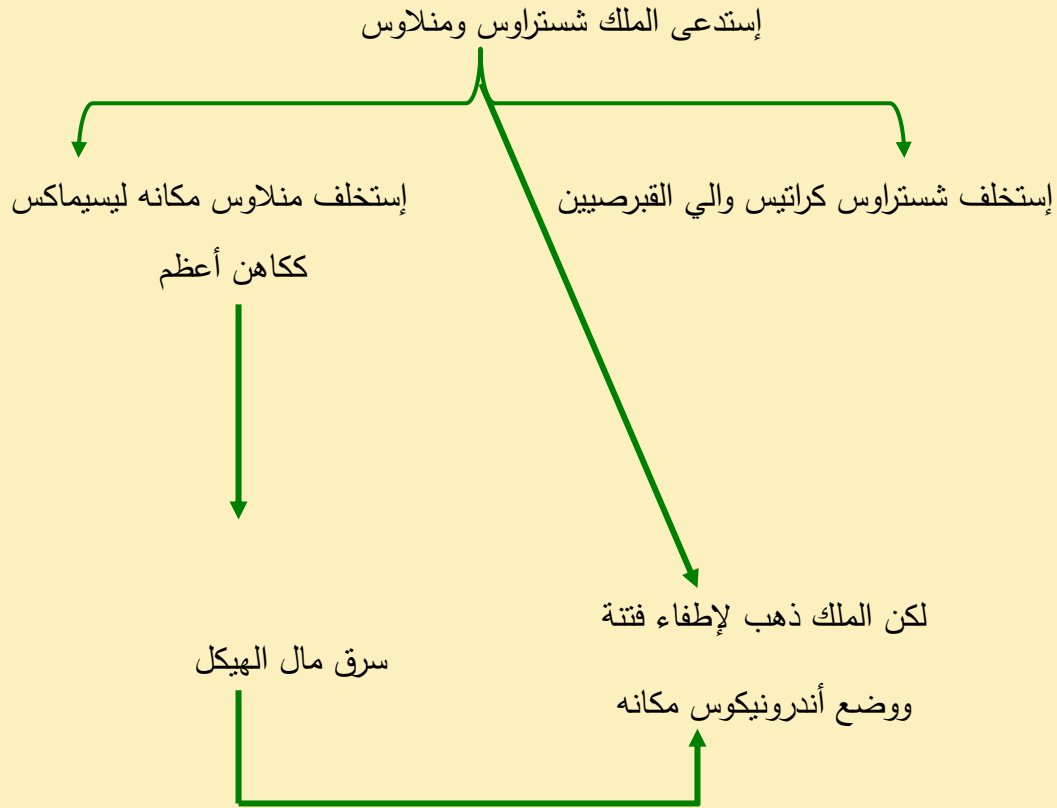 إستدعى الملك شستراوس ومنلاوس
إستخلف شستراوس كراتيس والي القبرصيين
إستخلف منلاوس مكانه ليسيماكس
ككاهن أعظم
لكن الملك ذهب لإطفاء فتنة
ووضع أندرونيكوس مكانه
سرق مال الهيكل